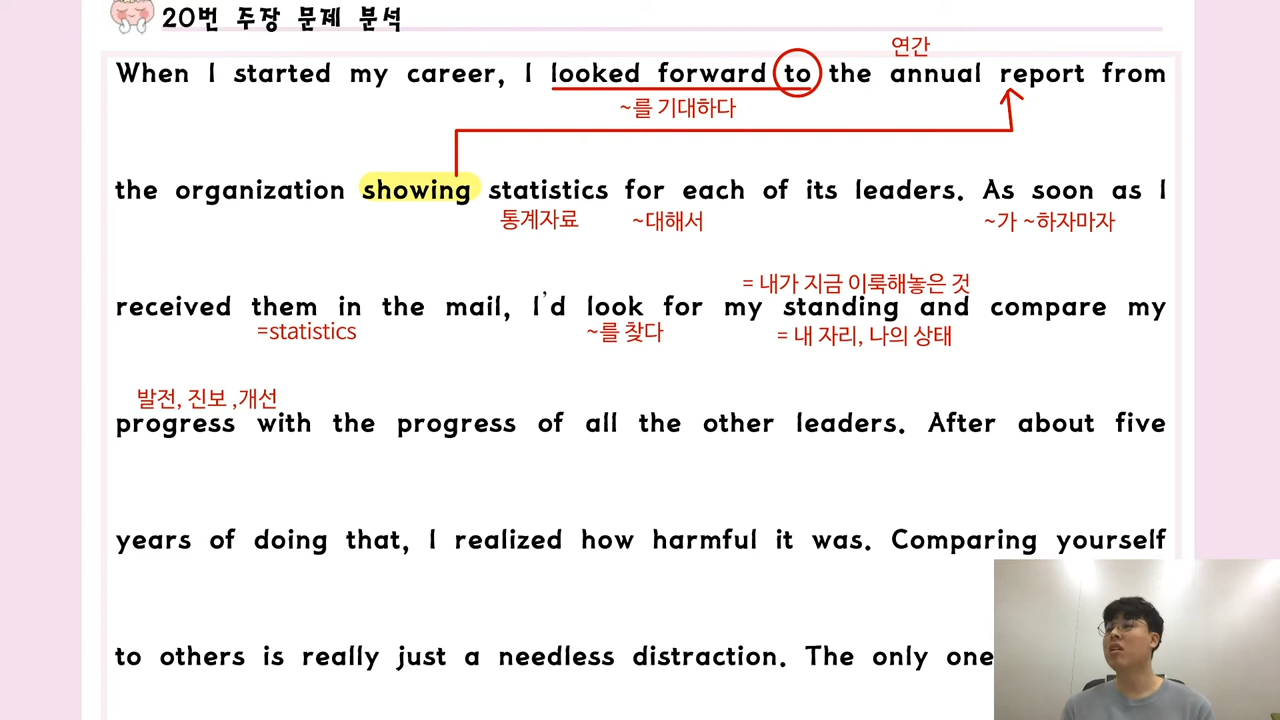 20번 주장 문제 분석
연간
When I started my career, I looked forward to the annual report from
~를 기대하다
the organization showing statistics for each of its leaders. As soon as I
통계자료 ~대해서 ~가 ~하자마자
= 내가 지금 이룩해놓은 것
received them in the mail, I'd look for my standing and compare my
=statistics ~를 찾다 = 내 자리, 나의 상태
발전, 진보 ,개선
progress with the progress of all the other leaders. After about five
years of doing that, I realized how harmful it was. Comparing yourself
to others is really just a needless distraction. The only one